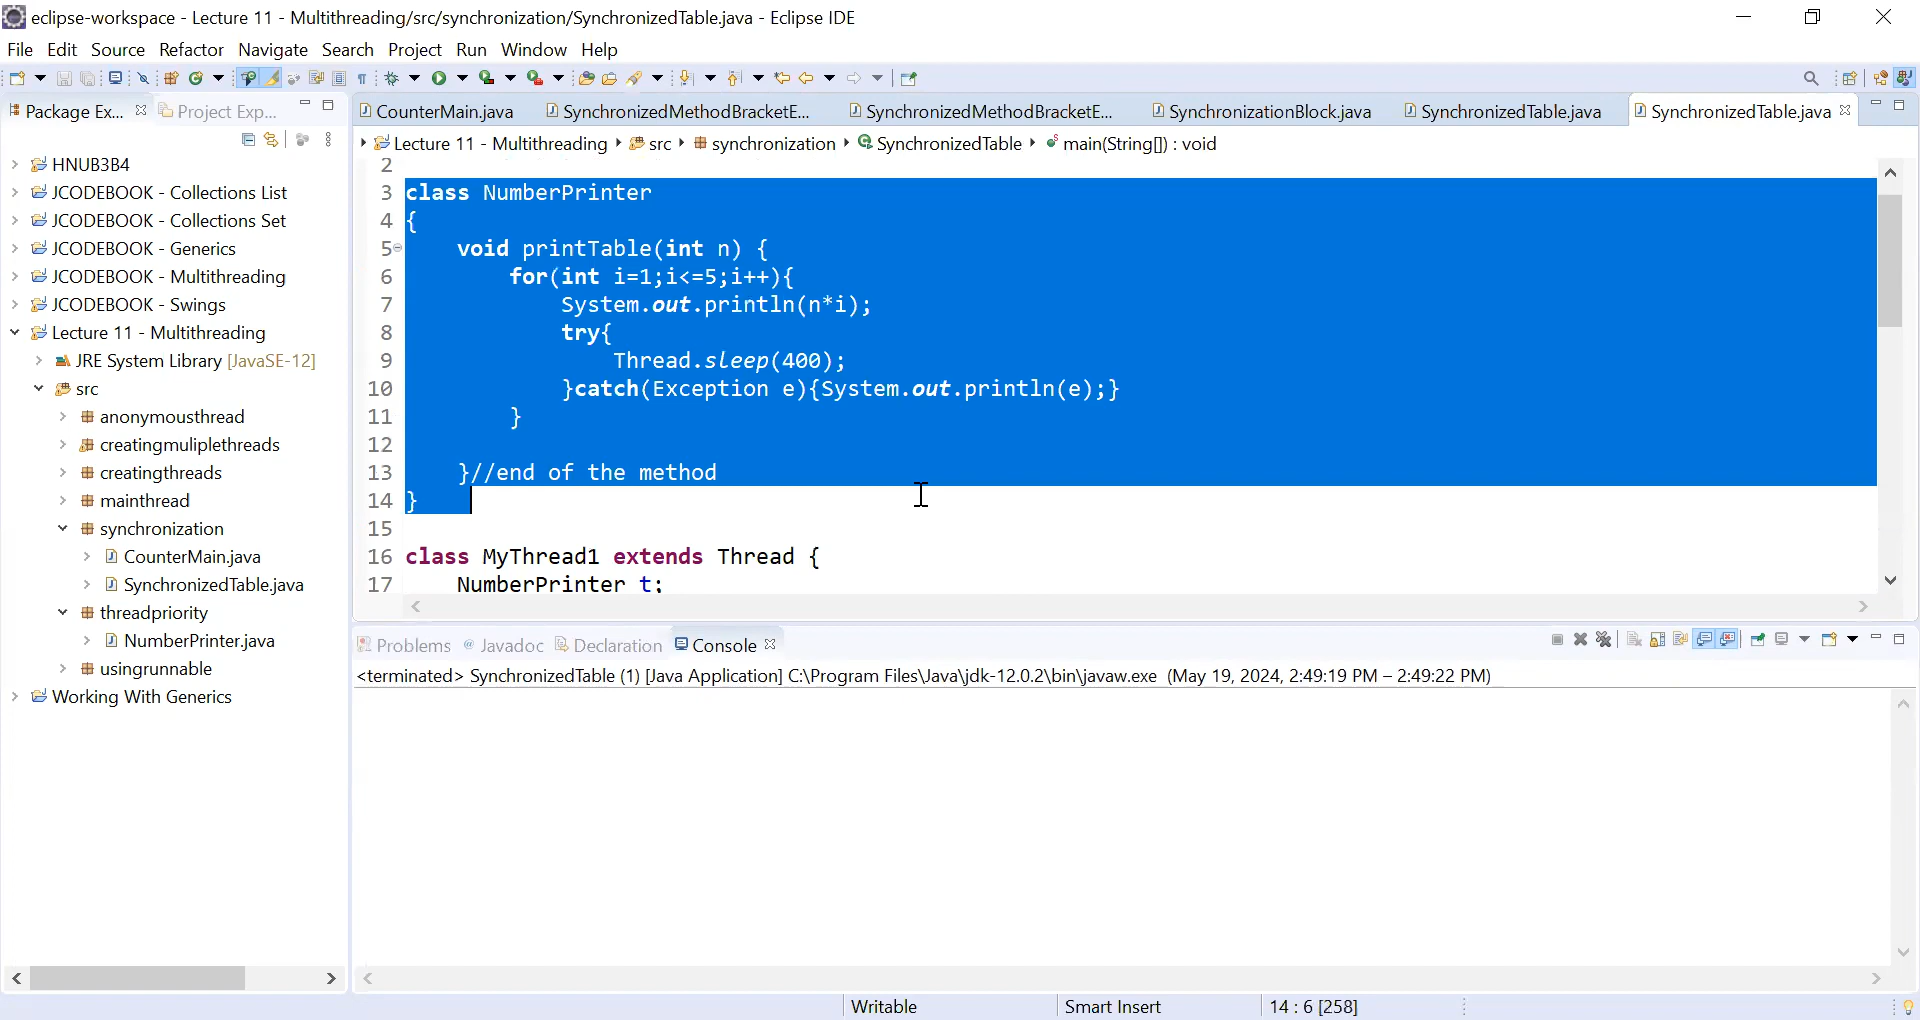 eclipse-workspace - Lecture 11 - Multithreading/src/synchronization/SynchronizedTable.java - Eclipse IDE
File Edit Source Refactor Navigate Search Project Run Window Help
Package Ex... Project Exp...
CounterMain.java SynchronizedMethodBracketE... SynchronizedMethodBracketE... SynchronizationBlock.java SynchronizedTable.java SynchronizedTable.java
Lecture 11 - Multithreading src synchronization SynchronizedTable main(String[]) : void
HNUB3B4
JCODEBOOK - Collections List
JCODEBOOK - Collections Set
JCODEBOOK - Generics
JCODEBOOK - Multithreading
JCODEBOOK - Swings
Lecture 11 - Multithreading
JRE System Library [JavaSE-12]
src
anonymousthread
creatingmuliplethreads
creatingthreads
mainthread
synchronization
CounterMain.java
SynchronizedTable.java
threadpriority
NumberPrinter.java
usingrunnable
Working With Generics
2
3 class NumberPrinter
4 {
5 void printTable(int n) {
6 for(int i=1;i<=5;i++){
7 System.out.println(n*i);
8 try{
9 Thread.sleep(400);
10 }catch(Exception e){System.out.println(e);}
11 }
12
13 }//end of the method
14 }
15
16 class MyThread1 extends Thread {
17 NumberPrinter t;
Problems Javadoc Declaration Console
<terminated> SynchronizedTable (1) [Java Application] C:\Program Files\Java\jdk-12.0.2\bin\javaw.exe (May 19, 2024, 2:49:19 PM – 2:49:22 PM)
Writable Smart Insert 14 : 6 [258]